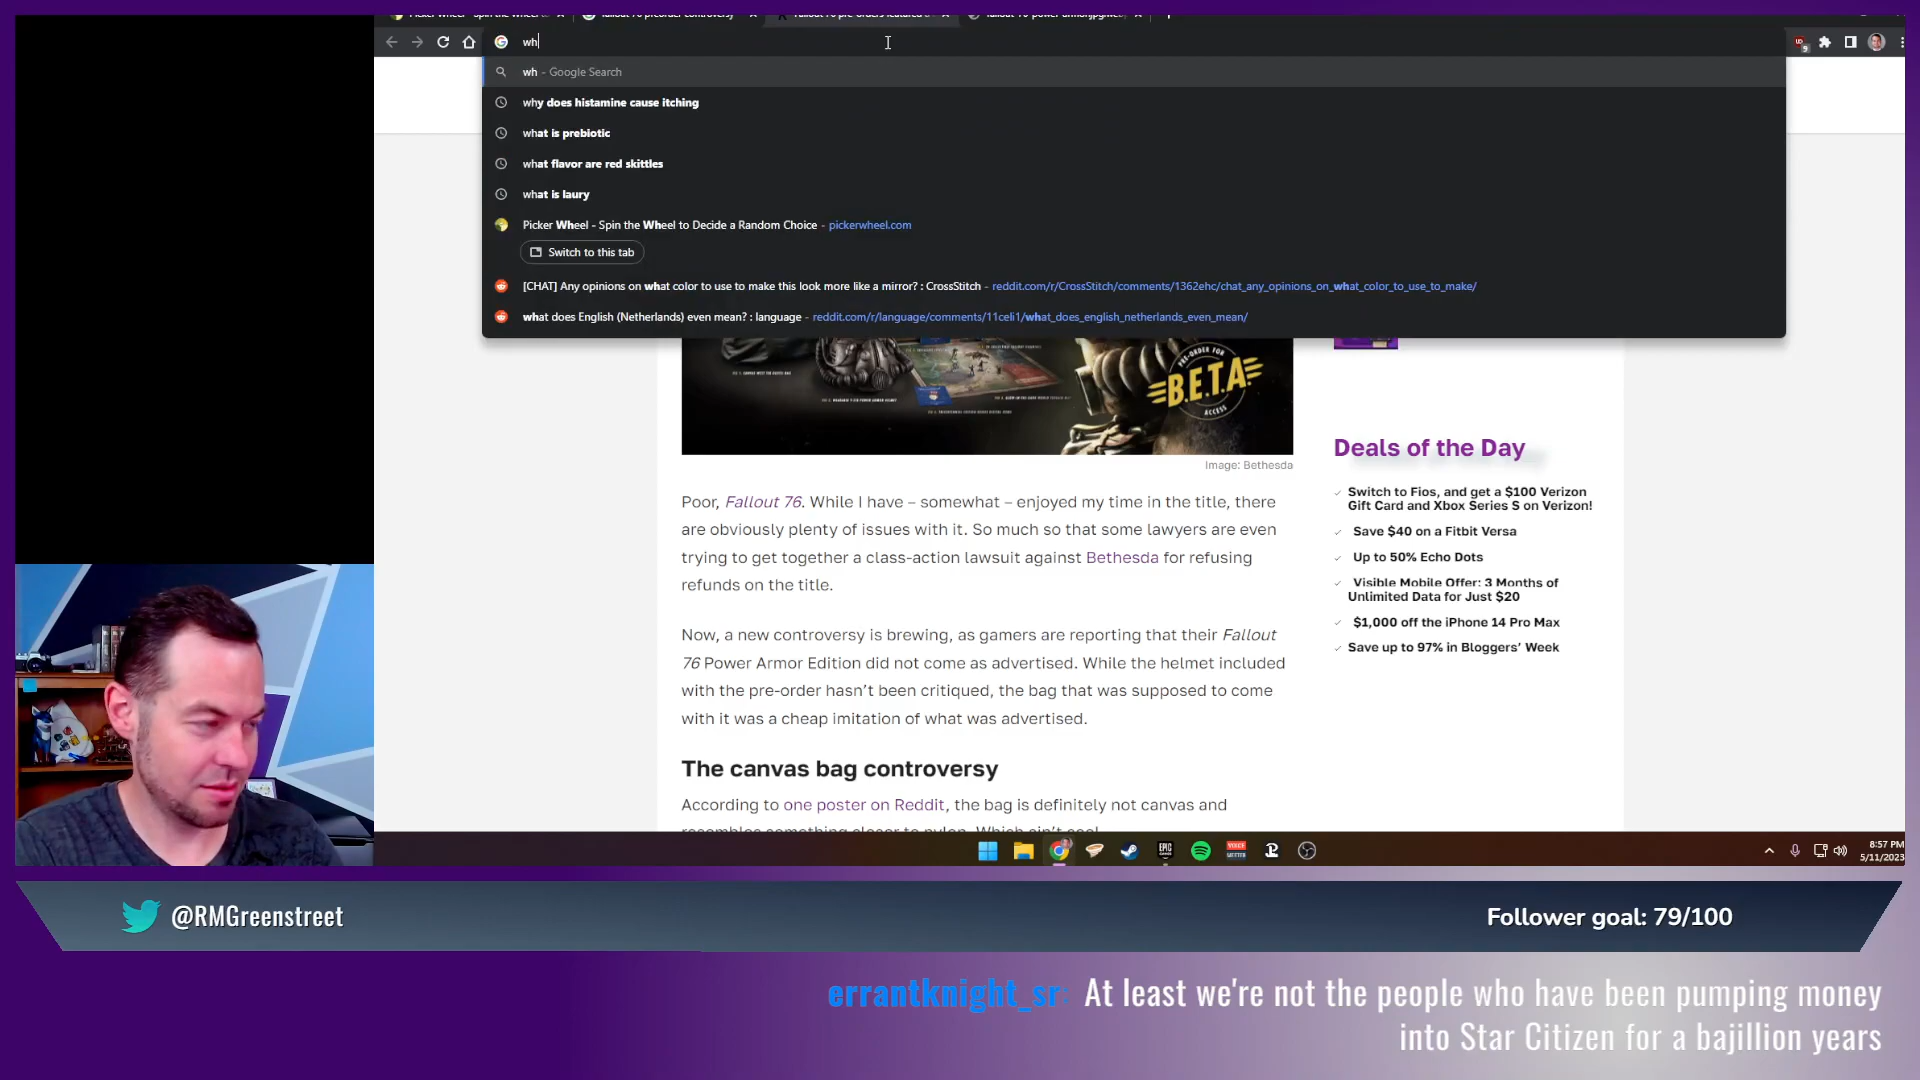 wh
wh - Google Search
why does histamine cause itching
what is prebiotic
what flavor are red skittles
what is laury
Picker Wheel - Spin the Wheel to Decide a Random Choice - pickerwheel.com
Switch to this tab
[CHAT] Any opinions on what color to use to make this look more like a mirror? : CrossStitch - reddit.com/r/CrossStitch/comments/1362ehc/chat_any_opinions_on_what_color_to_use_to_make/
what does English (Netherlands) even mean? : language - reddit.com/r/language/comments/11celi1/what_does_english_netherlands_even_mean/
PRE-ORDER FOR
B.E.T.A.
ACCESS
Image: Bethesda
Poor, Fallout 76. While I have – somewhat – enjoyed my time in the title, there
are obviously plenty of issues with it. So much so that some lawyers are even
trying to get together a class-action lawsuit against Bethesda for refusing
refunds on the title.
Now, a new controversy is brewing, as gamers are reporting that their Fallout
76 Power Armor Edition did not come as advertised. While the helmet included
with the pre-order hasn't been critiqued, the bag that was supposed to come
with it was a cheap imitation of what was advertised.
The canvas bag controversy
According to one poster on Reddit, the bag is definitely not canvas and
resembles something closer to nylon. Which ain't cool.
Deals of the Day
Switch to Fios, and get a $100 Verizon
Gift Card and Xbox Series S on Verizon!
Save $40 on a Fitbit Versa
Up to 50% Echo Dots
Visible Mobile Offer: 3 Months of
Unlimited Data for Just $20
$1,000 off the iPhone 14 Pro Max
Save up to 97% in Bloggers' Week
8:57 PM
5/11/2023
@RMGreenstreet
Follower goal: 79/100
errantknight_sr: At least we're not the people who have been pumping money
into Star Citizen for a bajillion years